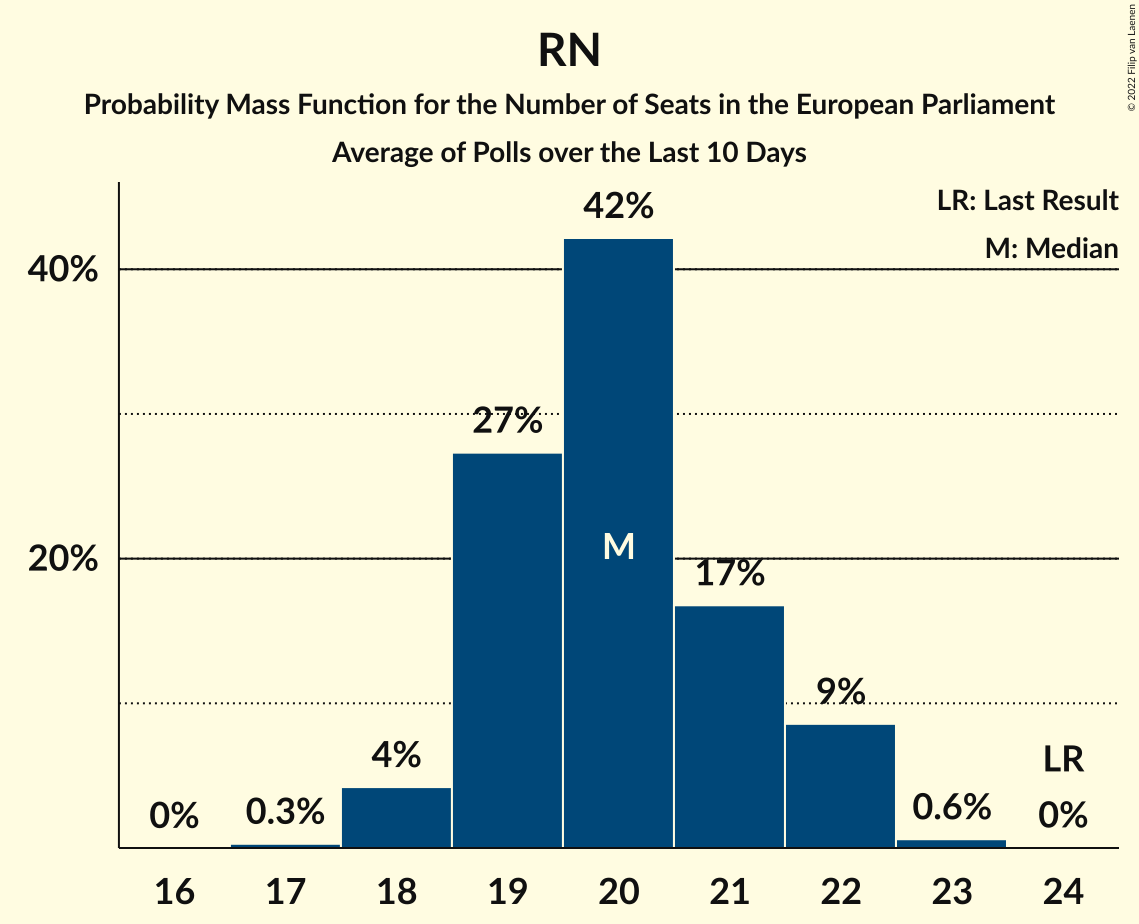 RN
Probability Mass Function for the Number of Seats in the European Parliament
Average of Polls over the Last 10 Days
© 2022 Filip van Laenen
LR: Last Result
M: Median
42%
40%
27%
M
20%
17%
9%
4%
LR
0%
0.3%
0.6%
0%
16 17 18 19 20 21 22 23 24